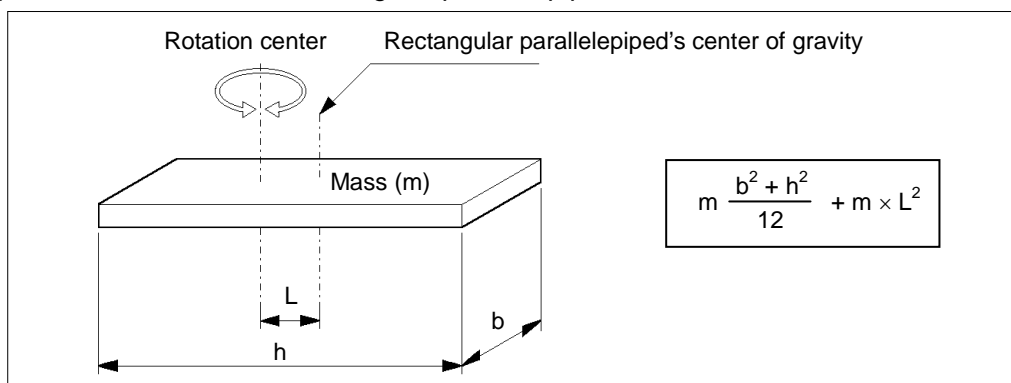 Rotation center
Rectangular parallelepiped's center of gravity
Mass (m)
m (b² + h²)/12 + m × L²
L
b
h